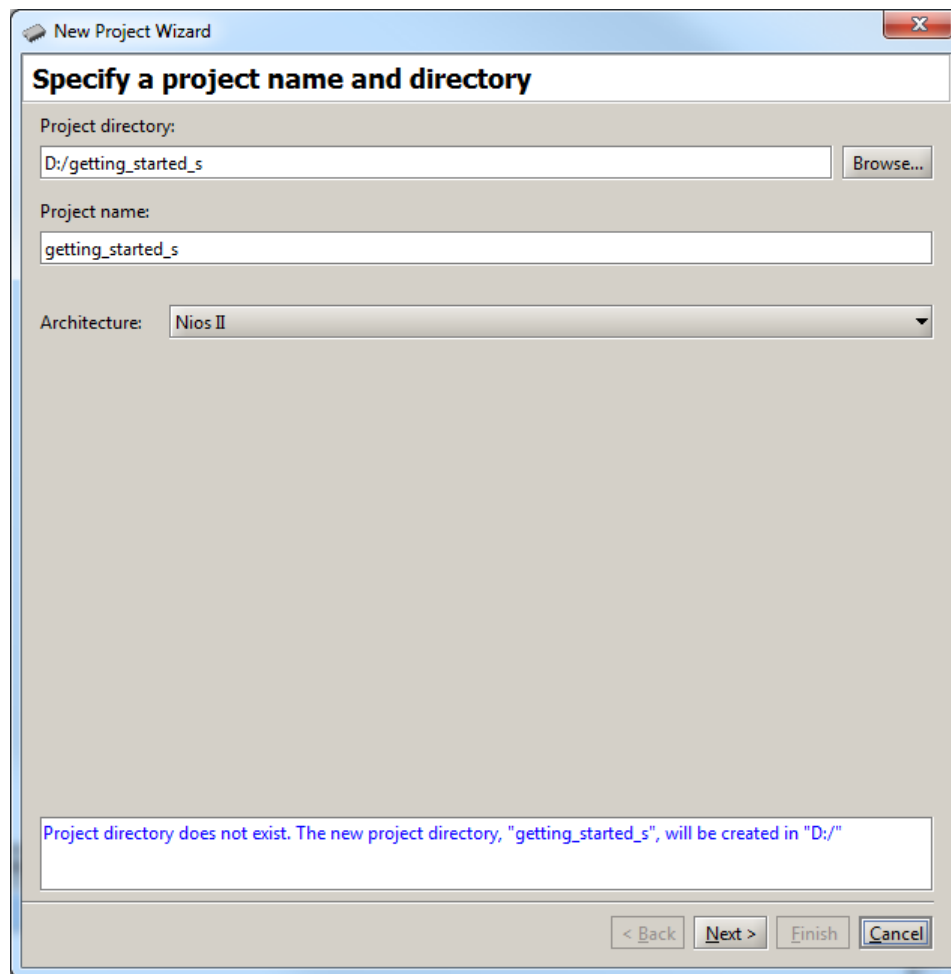 New Project Wizard
Specify a project name and directory
Project directory:
D:/getting_started_s
Browse...
Project name:
getting_started_s
Architecture: Nios II
Project directory does not exist. The new project directory, "getting_started_s", will be created in "D:/"
< Back Next > Finish Cancel